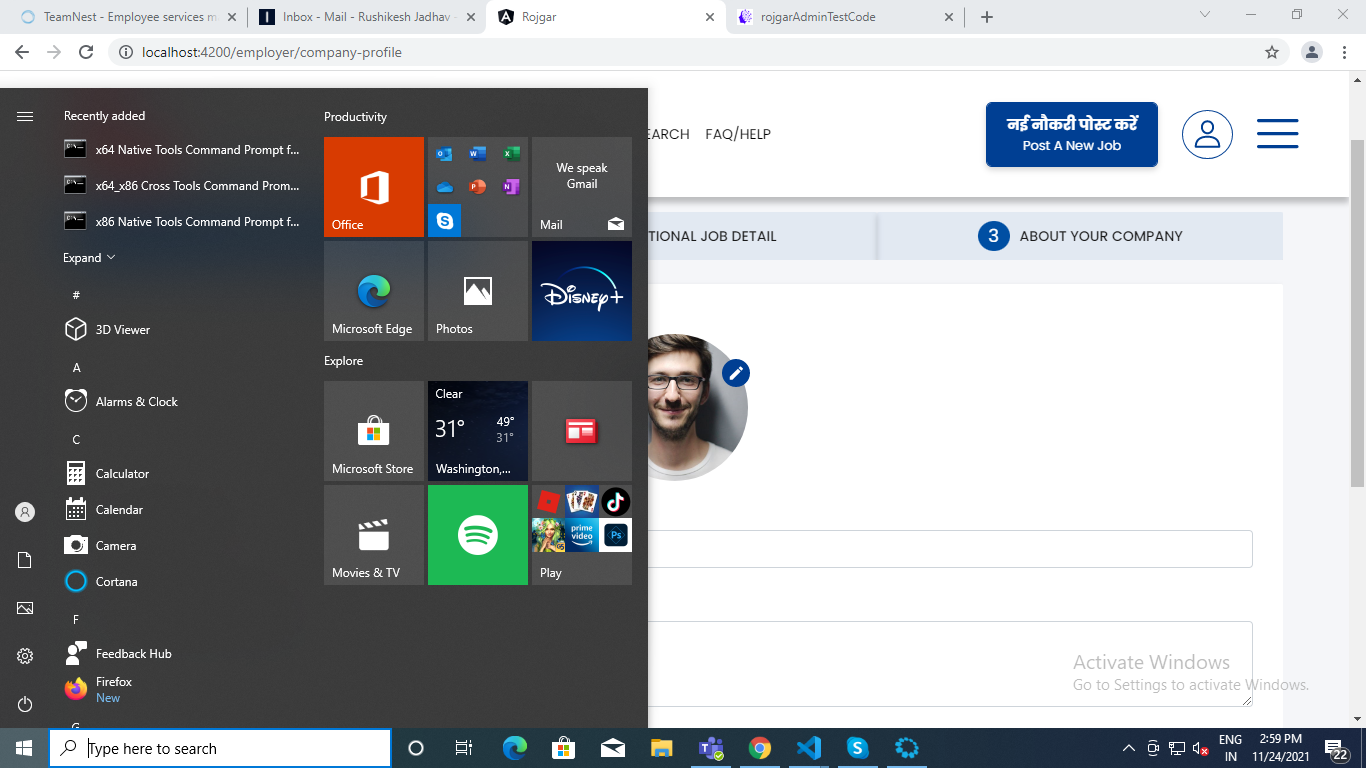 TeamNest - Employee services m
Inbox - Mail - Rushikesh Jadhav -
Rojgar
rojgarAdminTestCode
localhost:4200/employer/company-profile
Recently added
x64 Native Tools Command Prompt f...
x64_x86 Cross Tools Command Prom...
x86 Native Tools Command Prompt f...
Expand
#
3D Viewer
A
Alarms & Clock
C
Calculator
Calendar
Camera
Cortana
F
Feedback Hub
Firefox
New
Productivity
Office
We speak
Gmail
Mail
Microsoft Edge
Photos
Disney+
Explore
Microsoft Store
Clear
31° 49°
31°
Washington,...
Movies & TV
prime
video
Ps
Play
EARCH FAQ/HELP
नई नौकरी पोस्ट करें
Post A New Job
TIONAL JOB DETAIL
3 ABOUT YOUR COMPANY
Activate Windows
Go to Settings to activate Windows.
Type here to search
ENG
IN
2:59 PM
11/24/2021
22